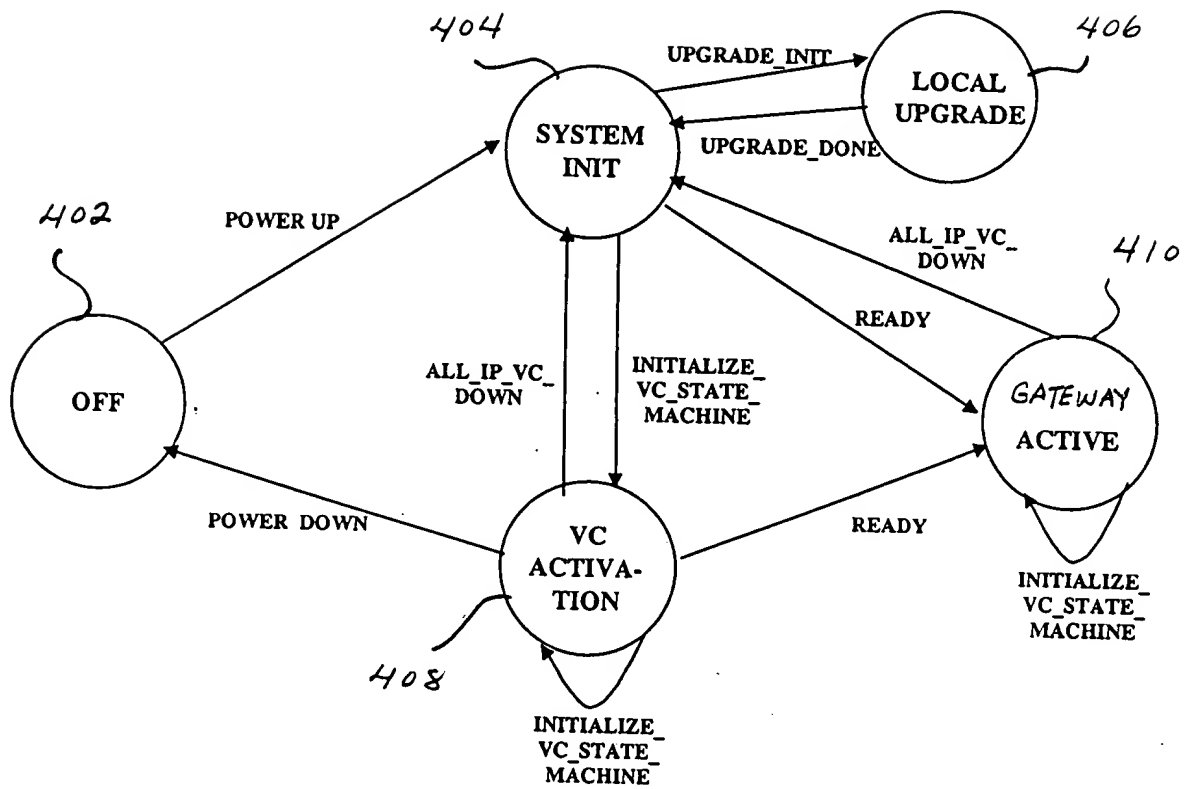 404
406
UPGRADE_INIT
LOCAL
UPGRADE
SYSTEM
INIT
UPGRADE_DONE
402
POWER UP
ALL_IP_VC_
DOWN
410
READY
OFF
ALL_IP_VC_
DOWN
INITIALIZE_
VC_STATE_
MACHINE
GATEWAY
ACTIVE
POWER DOWN
READY
VC
ACTIVA-
TION
INITIALIZE_
VC_STATE_
MACHINE
408
INITIALIZE_
VC_STATE_
MACHINE